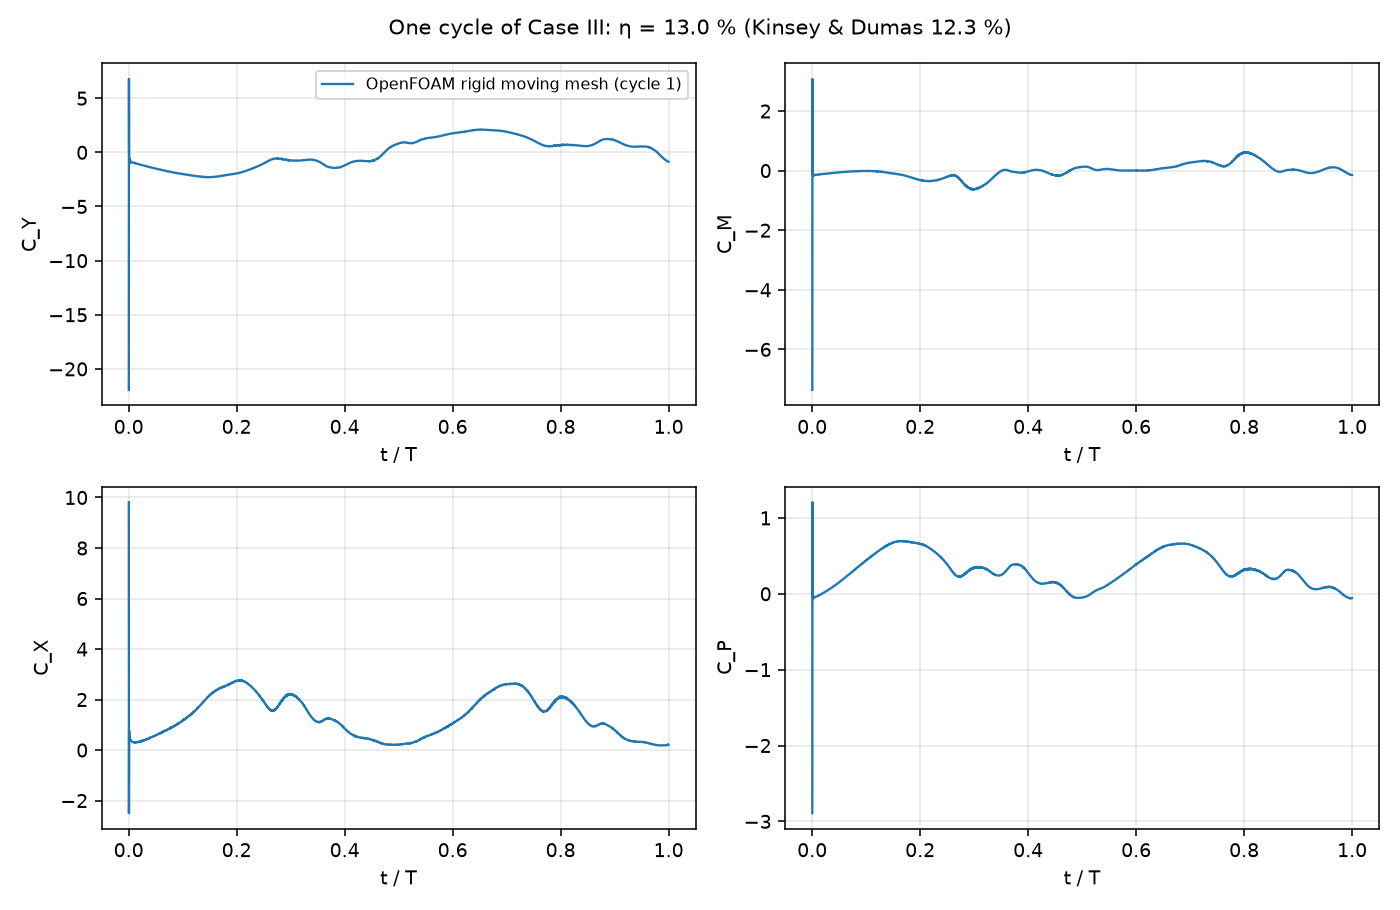 One cycle of Case III: η = 13.0 % (Kinsey & Dumas 12.3 %)
OpenFOAM rigid moving mesh (cycle 1)
C_Y
5
0
−5
−10
−15
−20
0.0 0.2 0.4 0.6 0.8 1.0
t / T
C_M
2
0
−2
−4
−6
0.0 0.2 0.4 0.6 0.8 1.0
t / T
C_X
10
8
6
4
2
0
−2
0.0 0.2 0.4 0.6 0.8 1.0
t / T
C_P
1
0
−1
−2
−3
0.0 0.2 0.4 0.6 0.8 1.0
t / T